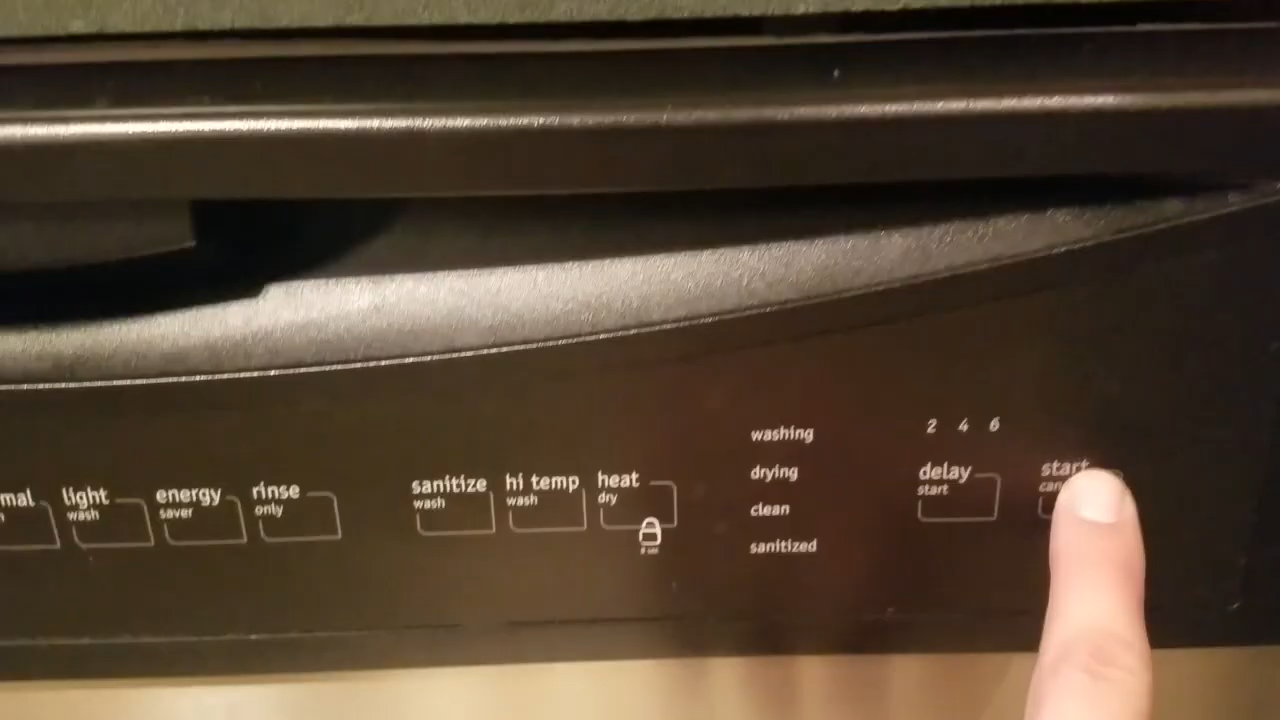 mal
light
wash
energy
saver
rinse
only
sanitize
wash
hi temp
wash
heat
dry
washing
drying
clean
sanitized
2 4 6
delay
start
start
can